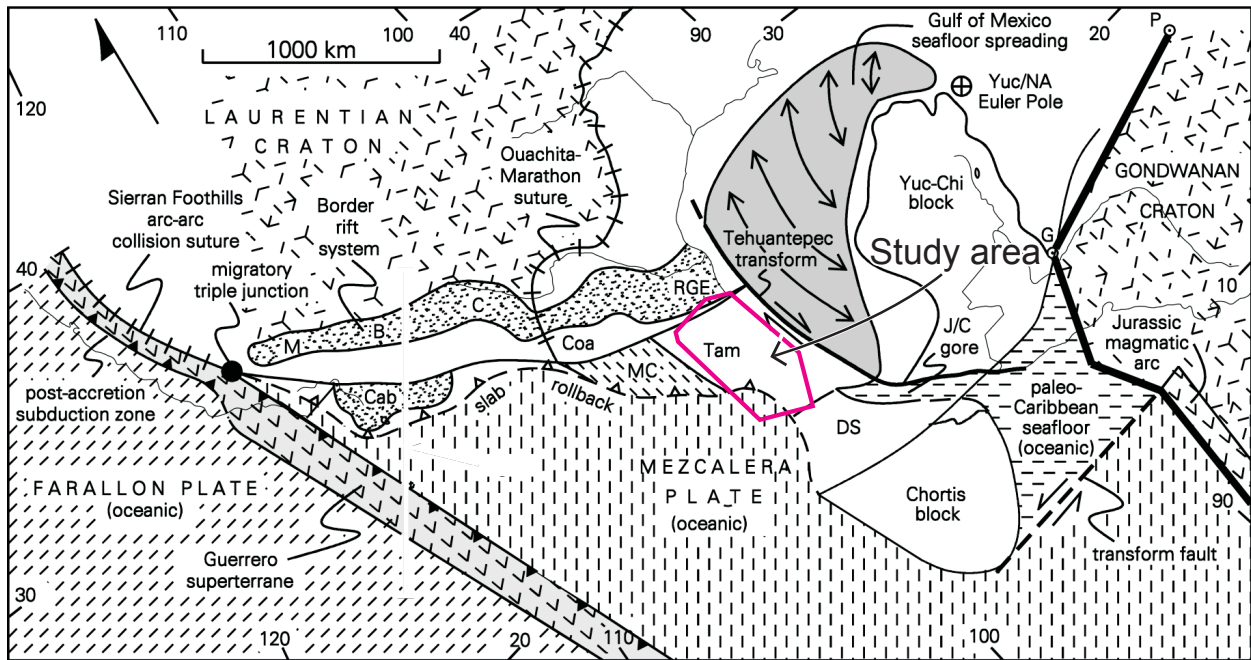 110
1000 km
100
40
90
30
Gulf of Mexico
seafloor spreading
20
P
120
Yuc/NA
Euler Pole
LAURENTIAN
CRATON
Ouachita-
Marathon
suture
GONDWANAN
CRATON
Sierran Foothills
arc-arc
collision suture
Border
rift
system
Yuc-Chi
block
migratory
triple junction
Tehuantepec
transform
Study area
G
40
10
RGE
C
B
M
Coa
Tam
J/C
gore
Jurassic
magmatic
arc
MC
Cab
slab
rollback
post-accretion
subduction zone
paleo-
Caribbean
seafloor
(oceanic)
DS
FARALLON PLATE
(oceanic)
MEZCALERA
PLATE
(oceanic)
Chortis
block
90
Guerrero
superterrane
transform fault
30
120
20
110
100